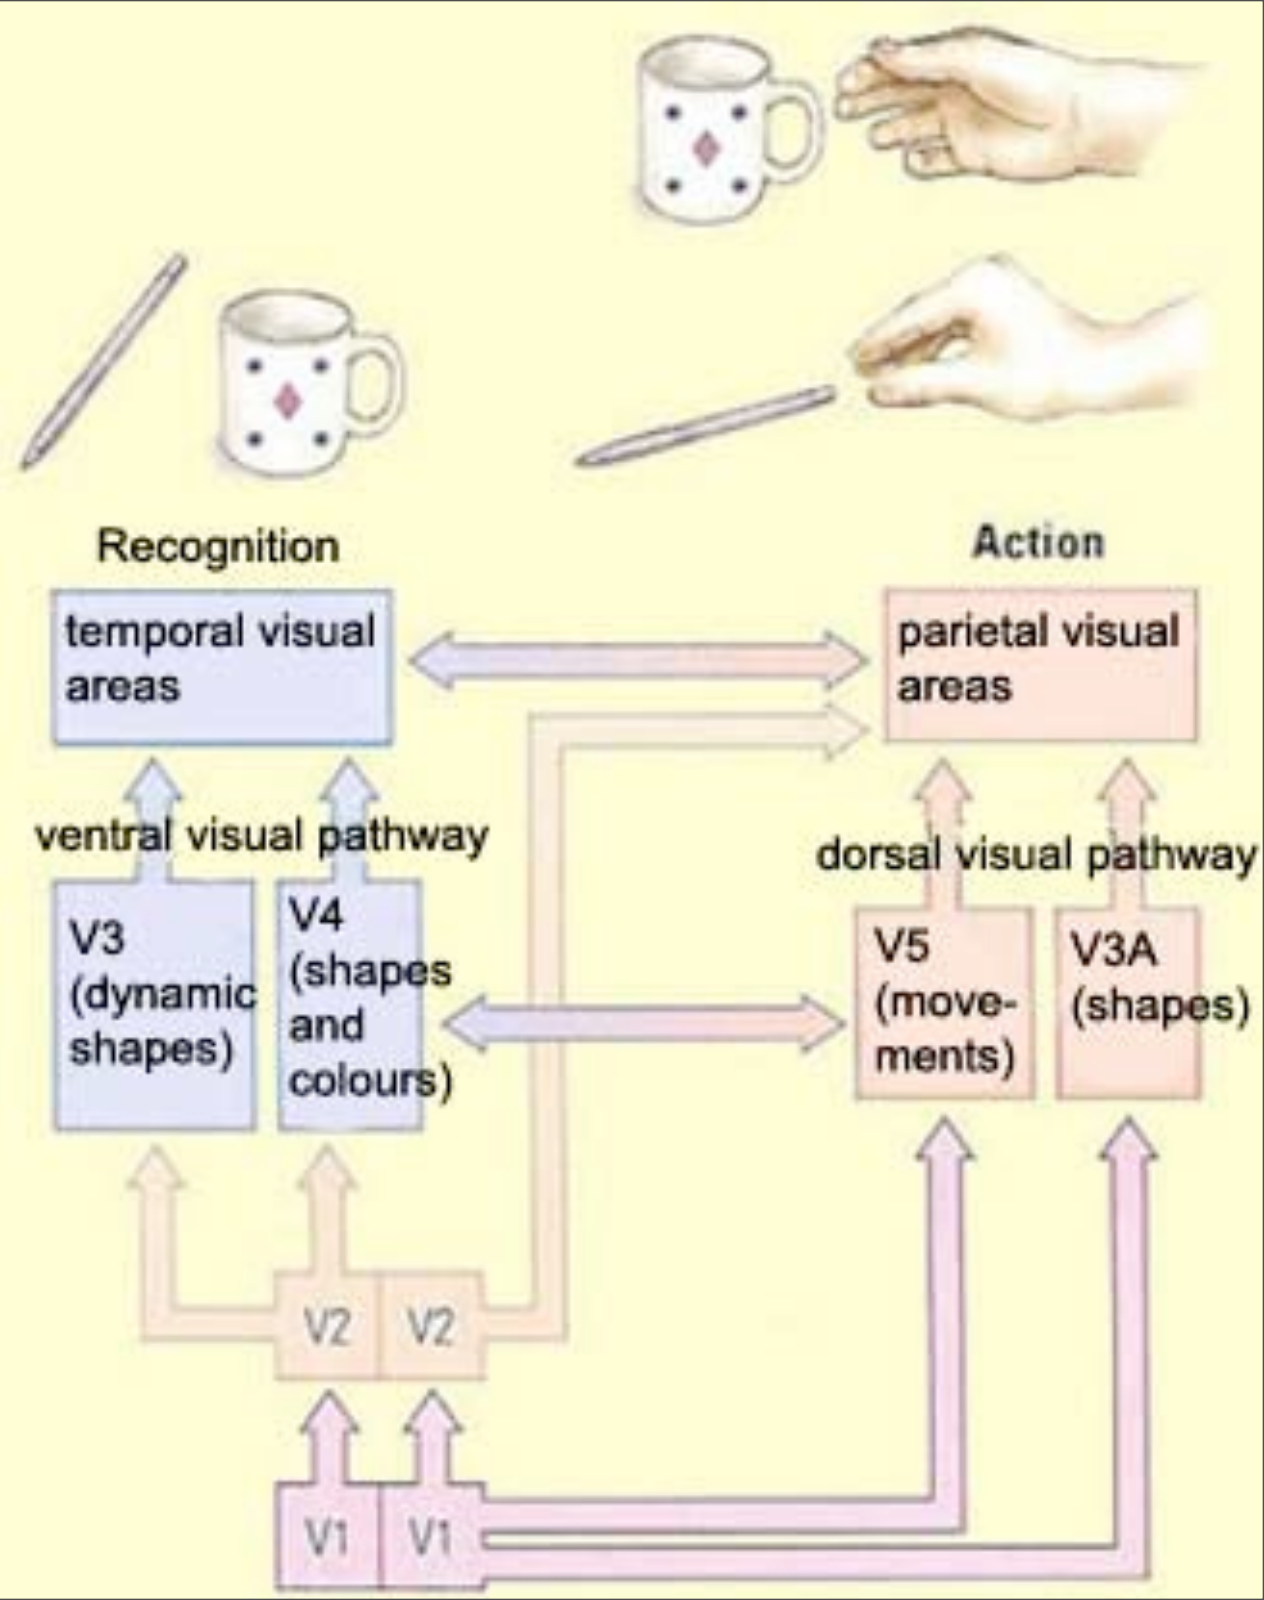 Recognition
Action
temporal visual
areas
parietal visual
areas
ventral visual pathway
dorsal visual pathway
V3
(dynamic
shapes)
V4
(shapes
and
colours)
V5
(move-
ments)
V3A
(shapes)
V2
V2
V1
V1